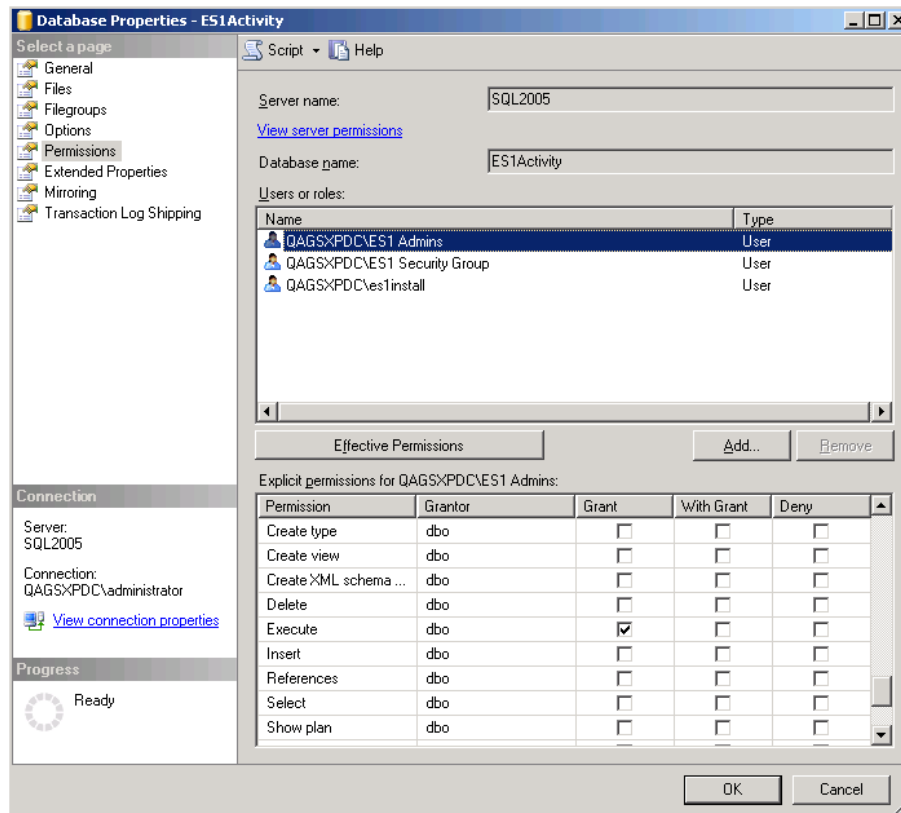 Database Properties - ES1Activity
Select a page
General
Files
Filegroups
Options
Permissions
Extended Properties
Mirroring
Transaction Log Shipping
Script
Help
Server name:
SQL2005
View server permissions
Database name:
ES1Activity
Users or roles:
Name Type
QAGSXPDC\ES1 Admins User
QAGSXPDC\ES1 Security Group User
QAGSXPDC\es1install User
Effective Permissions
Add...
Remove
Explicit permissions for QAGSXPDC\ES1 Admins:
Permission Grantor Grant With Grant Deny
Create type dbo
Create view dbo
Create XML schema ... dbo
Delete dbo
Execute dbo
Insert dbo
References dbo
Select dbo
Show plan dbo
Connection
Server:
SQL2005
Connection:
QAGSXPDC\administrator
View connection properties
Progress
Ready
OK
Cancel